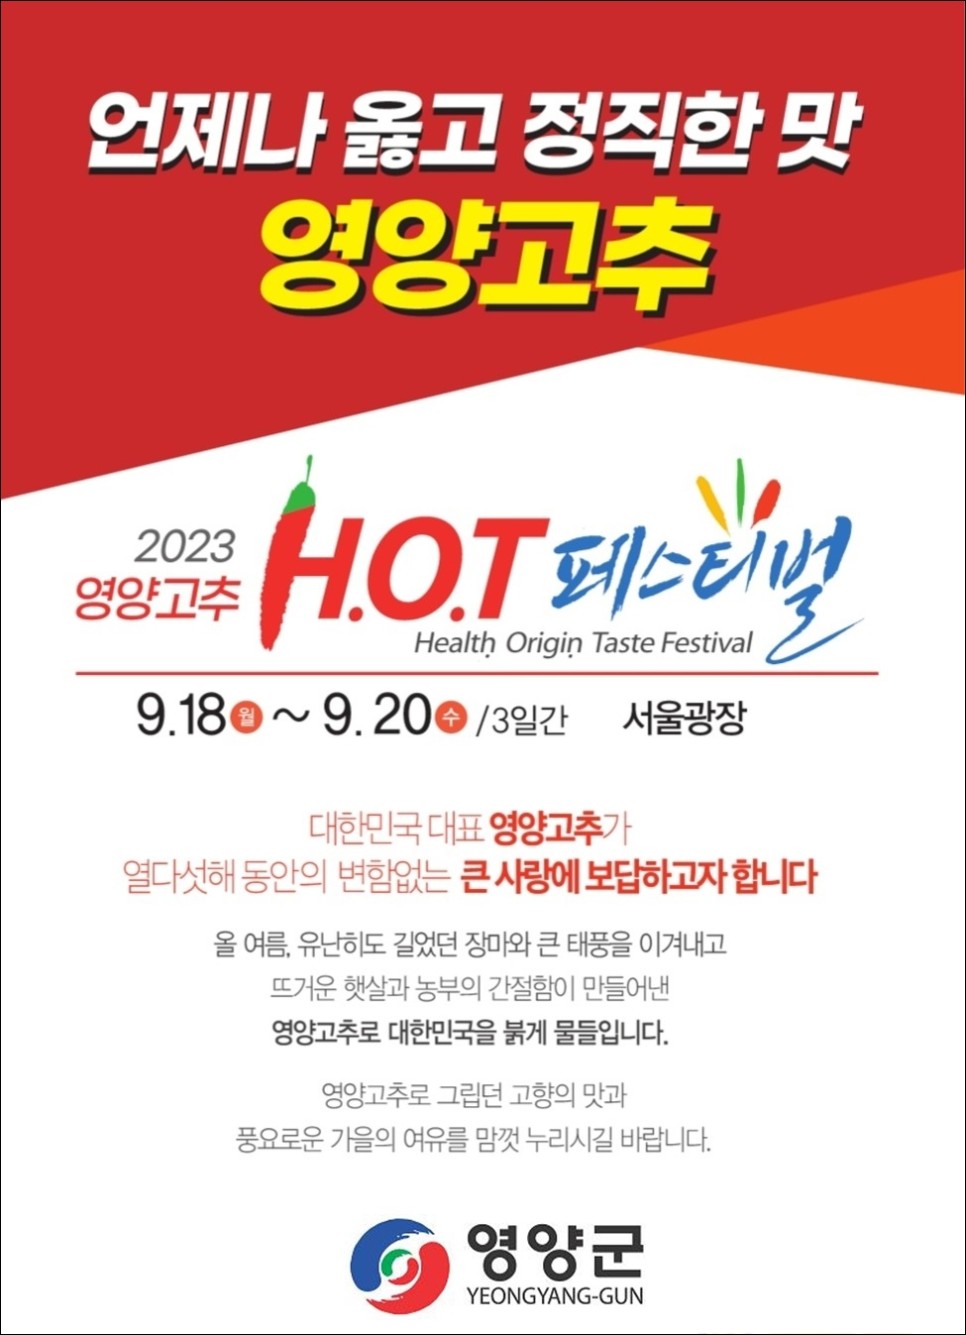 언제나 옳고 정직한 맛
영양고추
2023
영양고추
H.O.T 페스티벌
Health Origin Taste Festival
9.18 월 ~ 9. 20 수 /3일간 서울광장
대한민국 대표 영양고추가
열다섯해 동안의 변함없는 큰 사랑에 보답하고자 합니다
올 여름, 유난히도 길었던 장마와 큰 태풍을 이겨내고
뜨거운 햇살과 농부의 간절함이 만들어낸
영양고추로 대한민국을 붉게 물들입니다.
영양고추로 그립던 고향의 맛과
풍요로운 가을의 여유를 맘껏 누리시길 바랍니다.
영양군
YEONGYANG-GUN